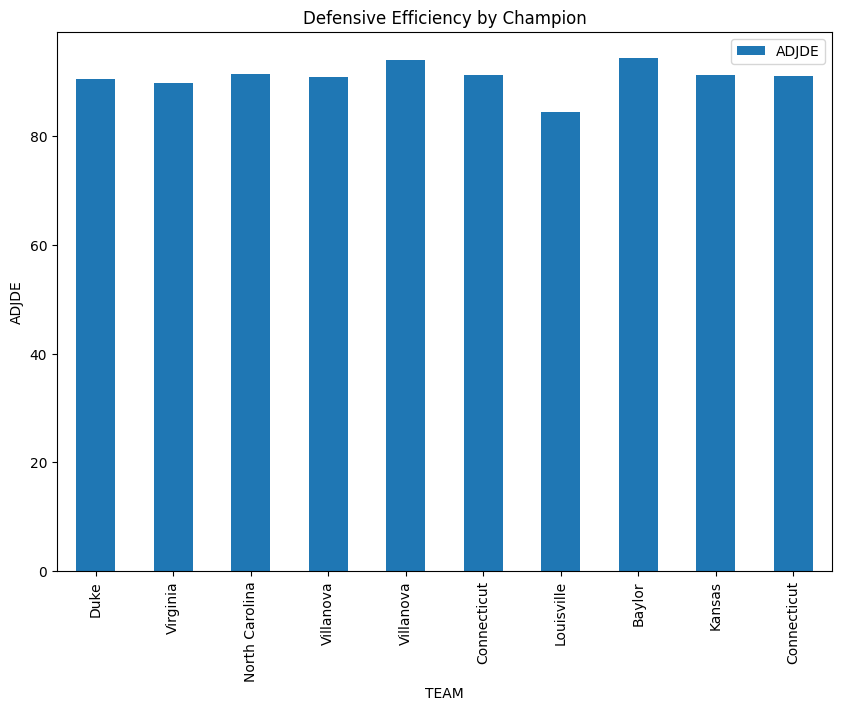 Defensive Efficiency by Champion
ADJDE
ADJDE
80
60
40
20
0
Duke
Virginia
North Carolina
Villanova
Villanova
Connecticut
Louisville
Baylor
Kansas
Connecticut
TEAM